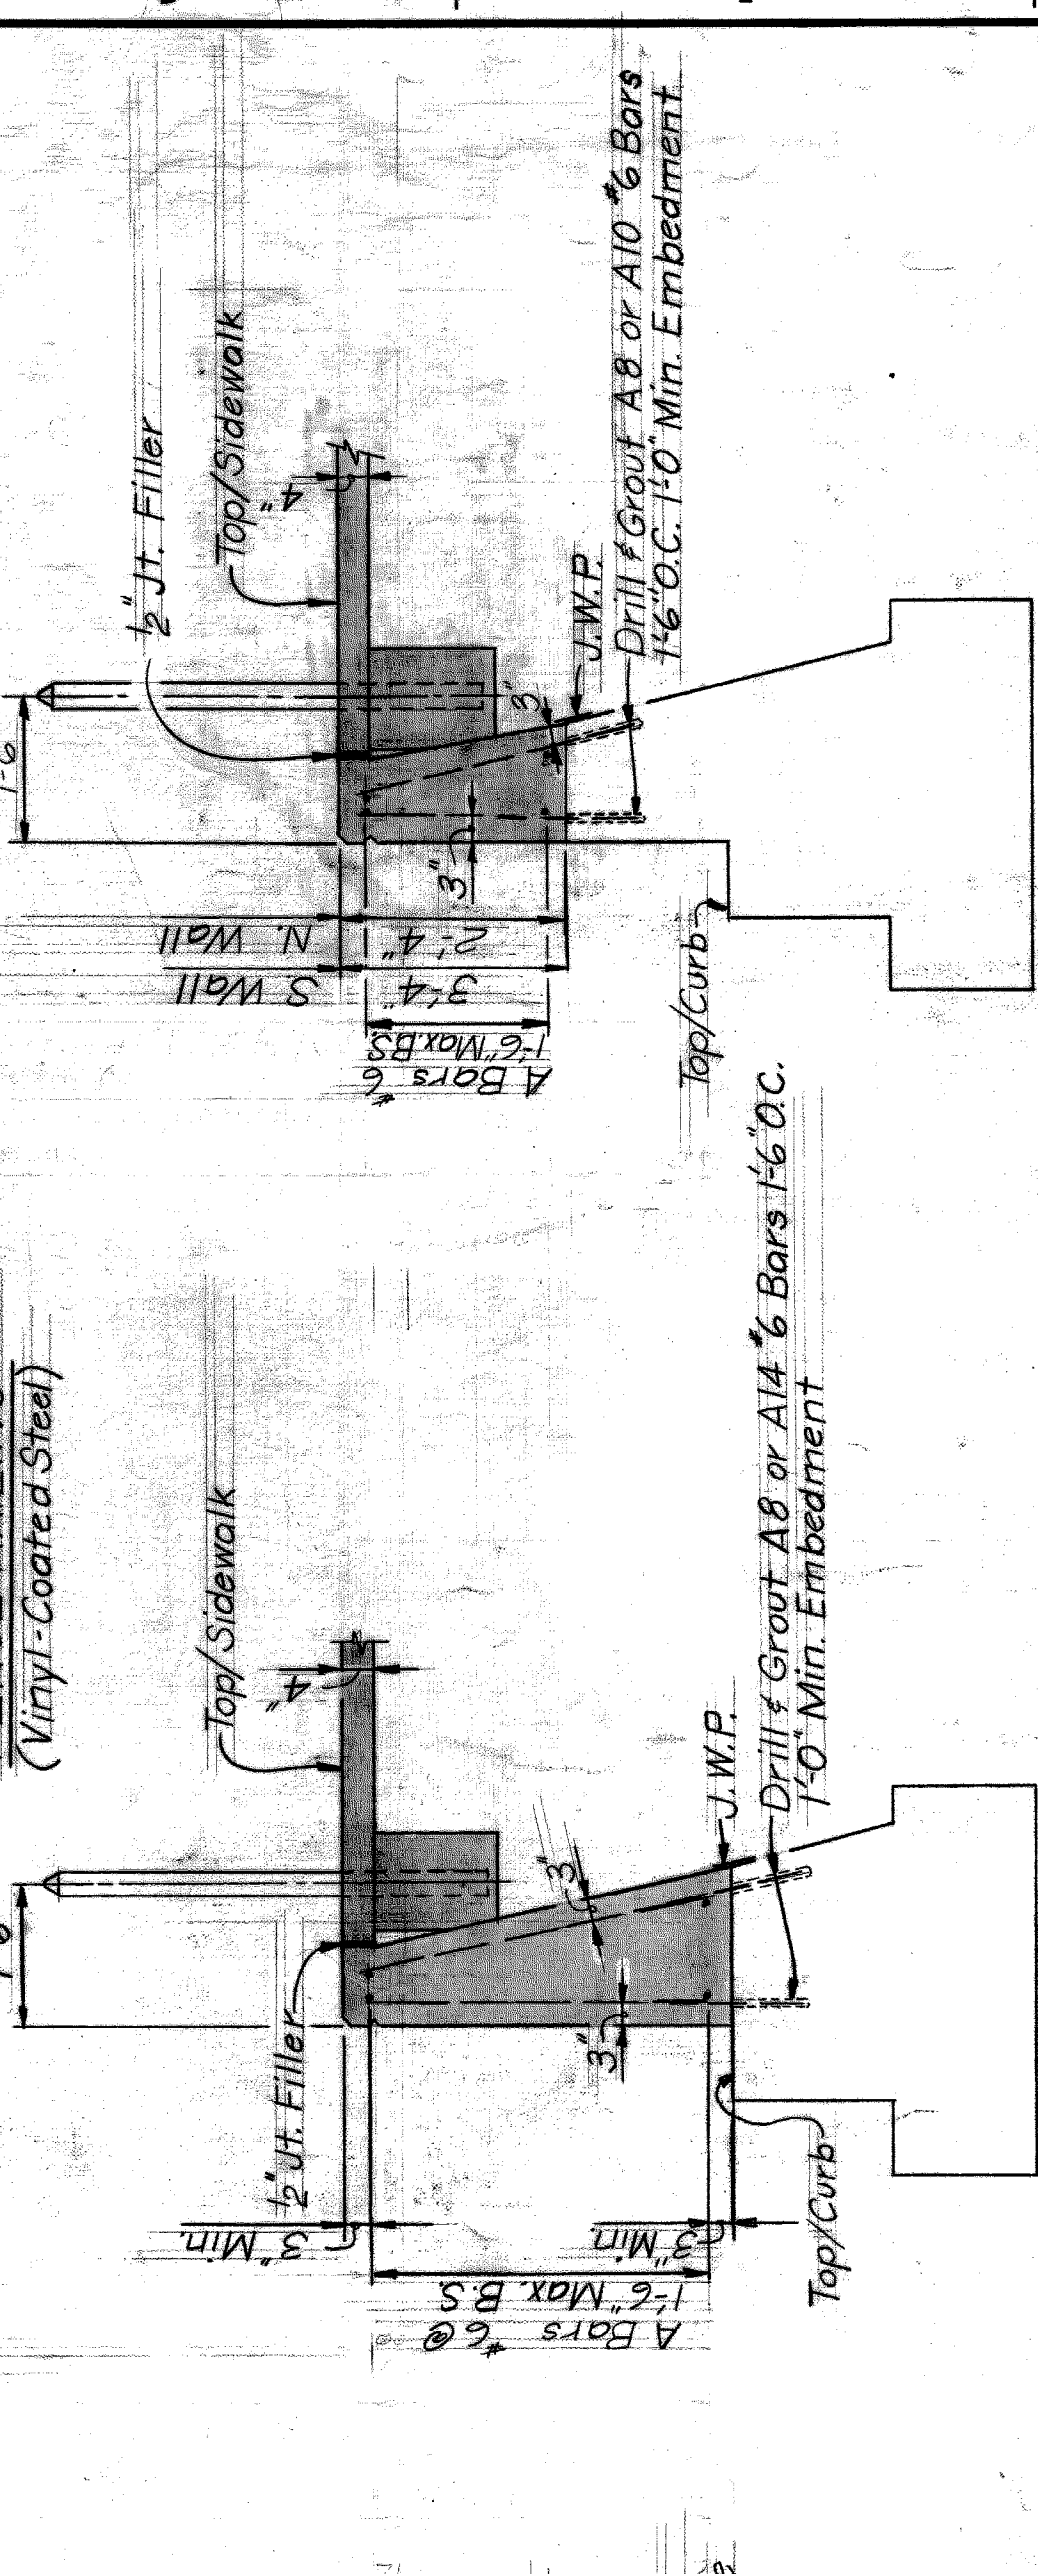 (Vinyl-Coated Steel)
Top/Sidewalk
4"
1/2" Jt. Filler
3" Min.
3"
3"
J.W.P.
Drill & Grout A8 or A14 #6 Bars 1'-6" O.C.
1'-0" Min. Embedment
3" Min.
A Bars #6 @
1'-6" Max. B.S.
Top/Curb
1-6
1/2" Jt. Filler
Top/Sidewalk
4"
N. Wall
2'-4"
S. Wall
3'-4"
3"
3"
A Bars #6
1'-6" Max. B.S.
J.W.P.
Drill & Grout A8 or A10 #6 Bars
1'-6" O.C. 1'-0" Min. Embedment
Top/Curb